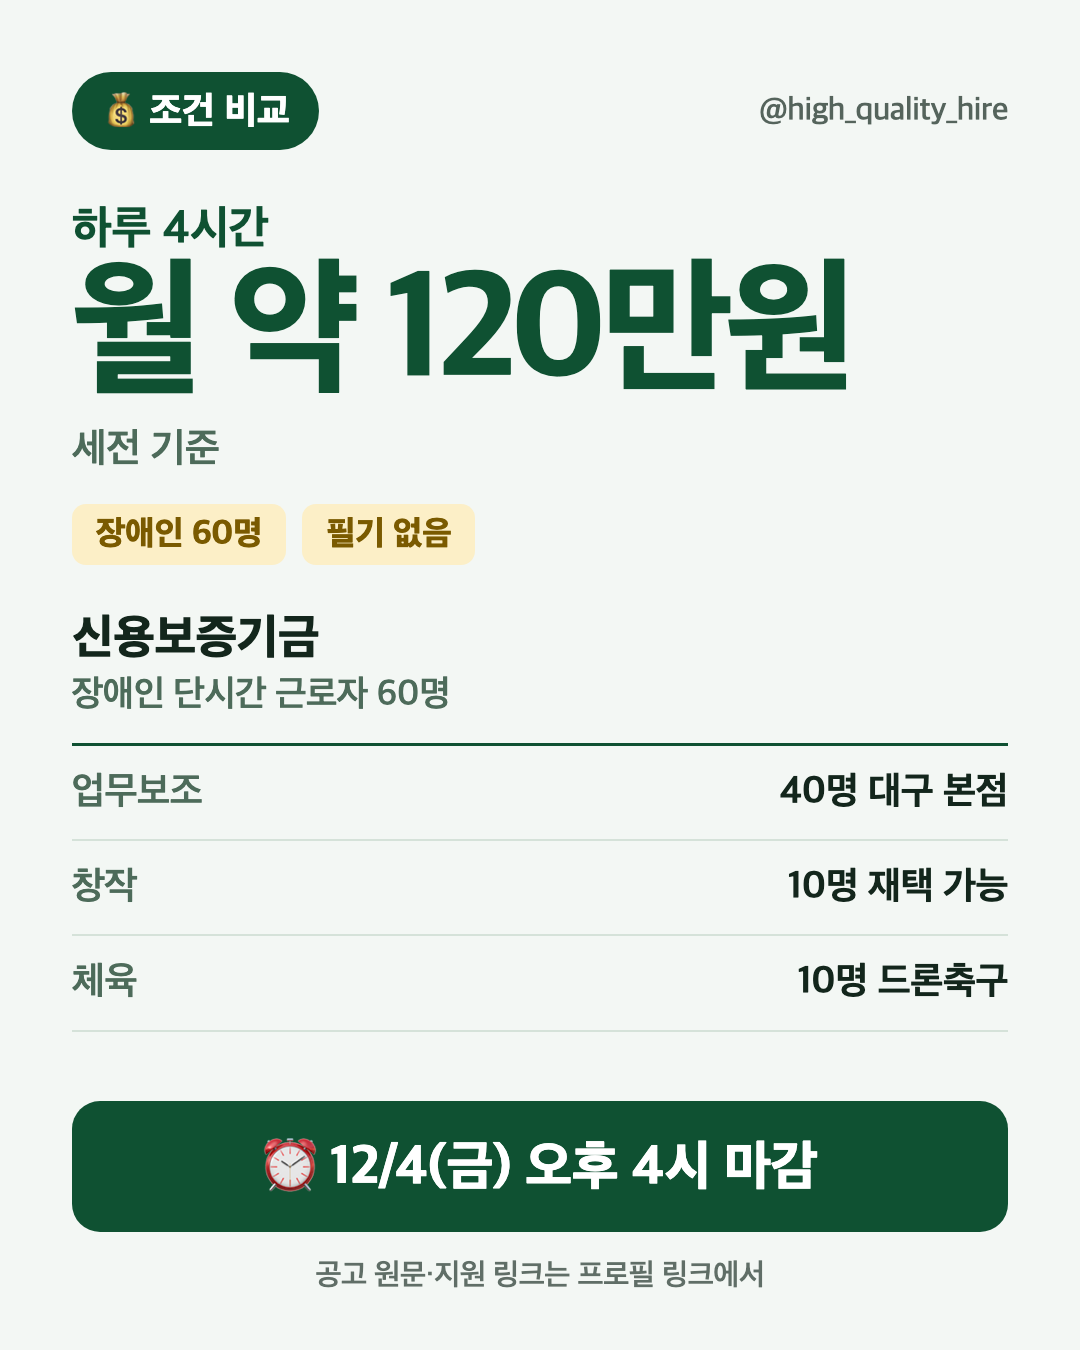 💰 조건 비교
@high_quality_hire
하루 4시간
월 약 120만원
세전 기준
장애인 60명 필기 없음
신용보증기금
장애인 단시간 근로자 60명
업무보조 40명 대구 본점
창작 10명 재택 가능
체육 10명 드론축구
⏰ 12/4(금) 오후 4시 마감
공고 원문·지원 링크는 프로필 링크에서